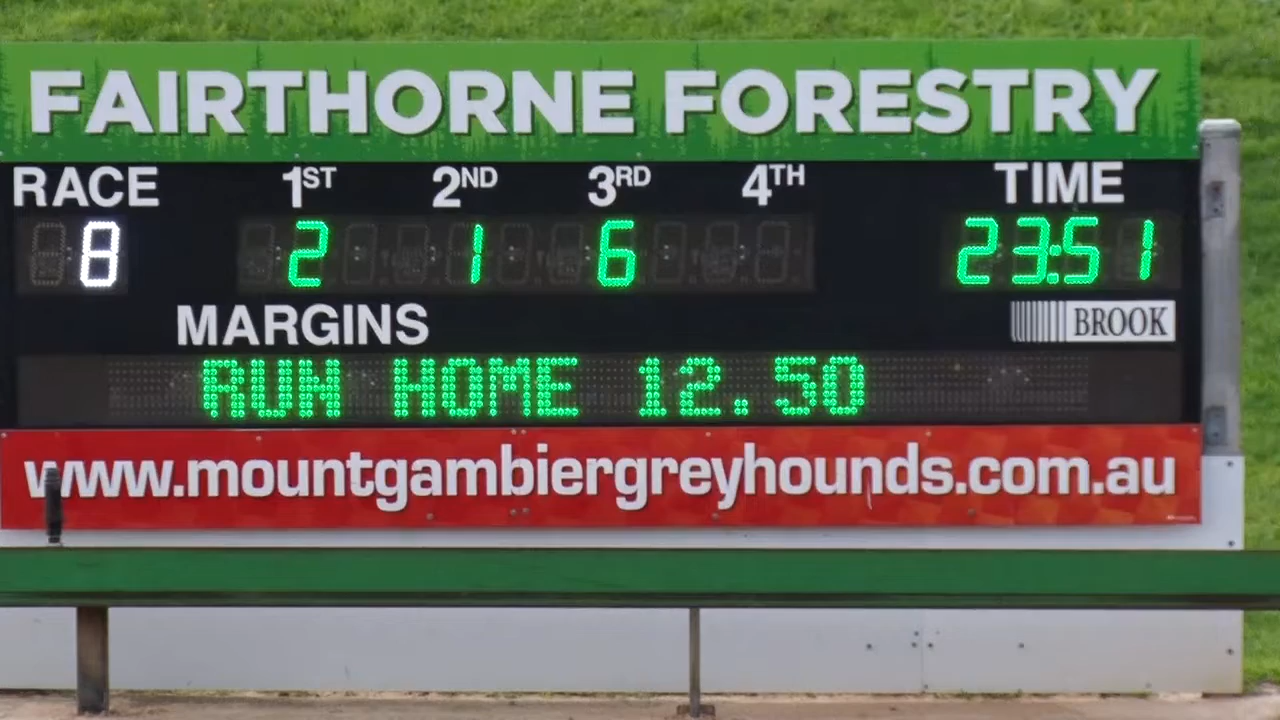 FAIRTHORNE FORESTRY
RACE 1ST 2ND 3RD 4TH TIME
8 2 1 6 23:51
MARGINS BROOK
RUN HOME 12.50
www.mountgambiergreyhounds.com.au